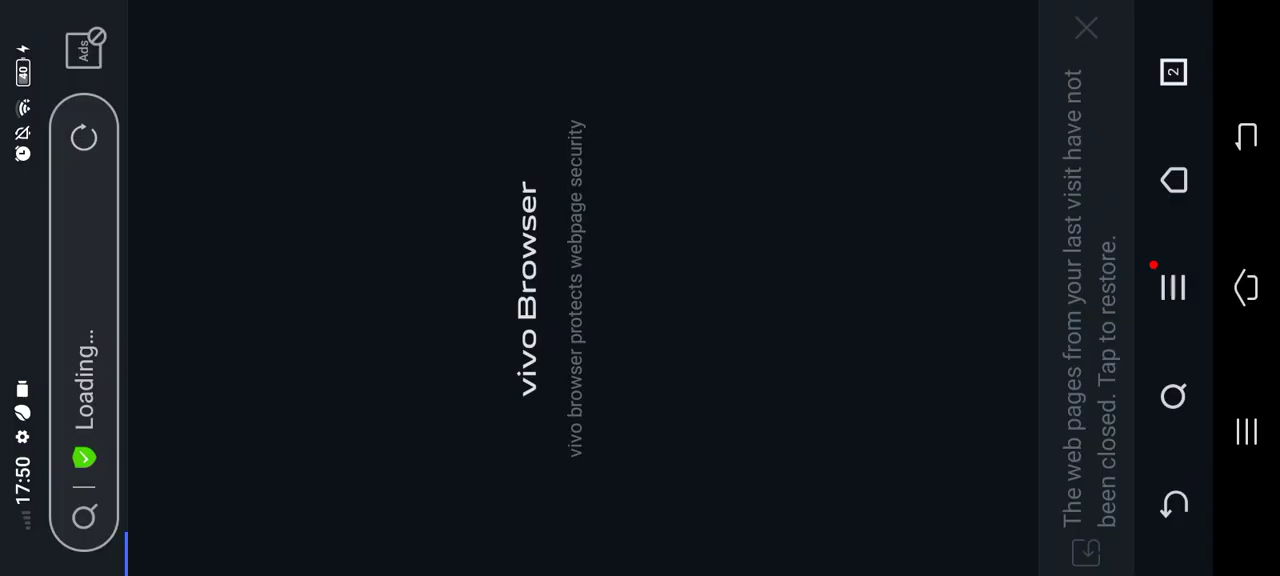 17:50
40
Loading...
Ads
vivo Browser
vivo browser protects webpage security
The web pages from your last visit have not
been closed. Tap to restore.
2